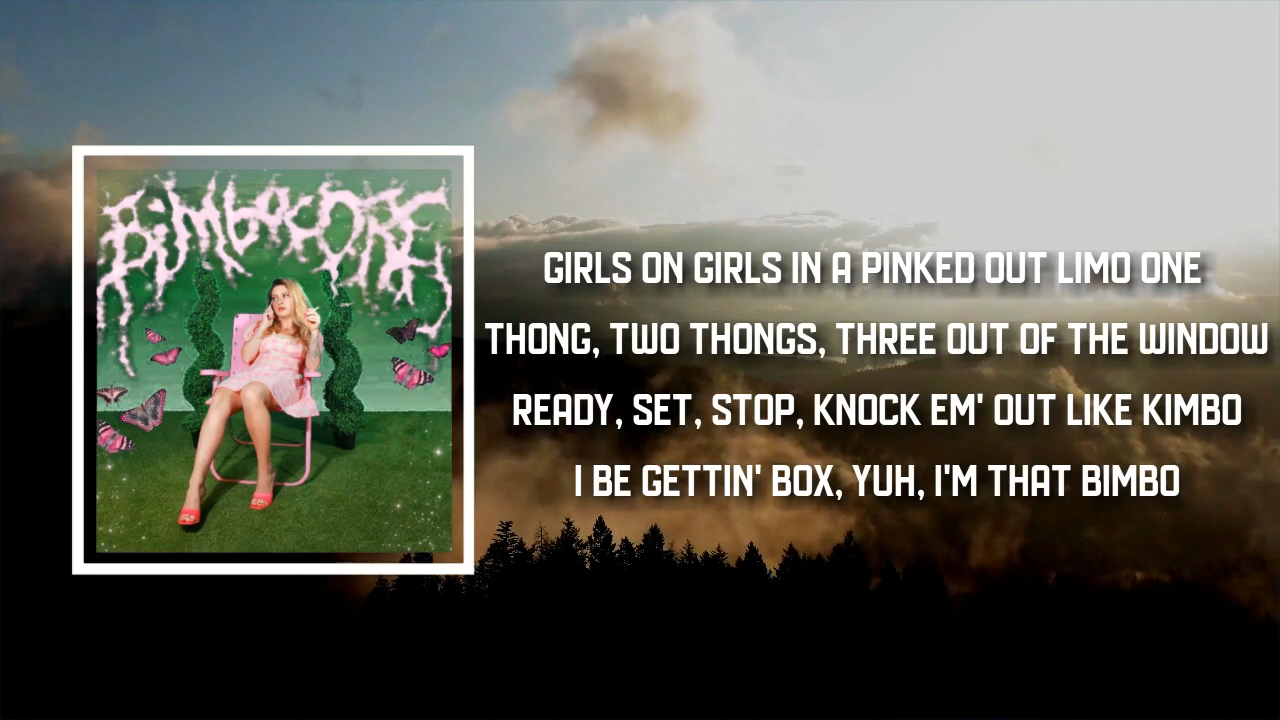 BimbocORE
GIRLS ON GIRLS IN A PINKED OUT LIMO ONE
THONG, TWO THONGS, THREE OUT OF THE WINDOW
READY, SET, STOP, KNOCK EM' OUT LIKE KIMBO
I BE GETTIN' BOX, YUH, I'M THAT BIMBO